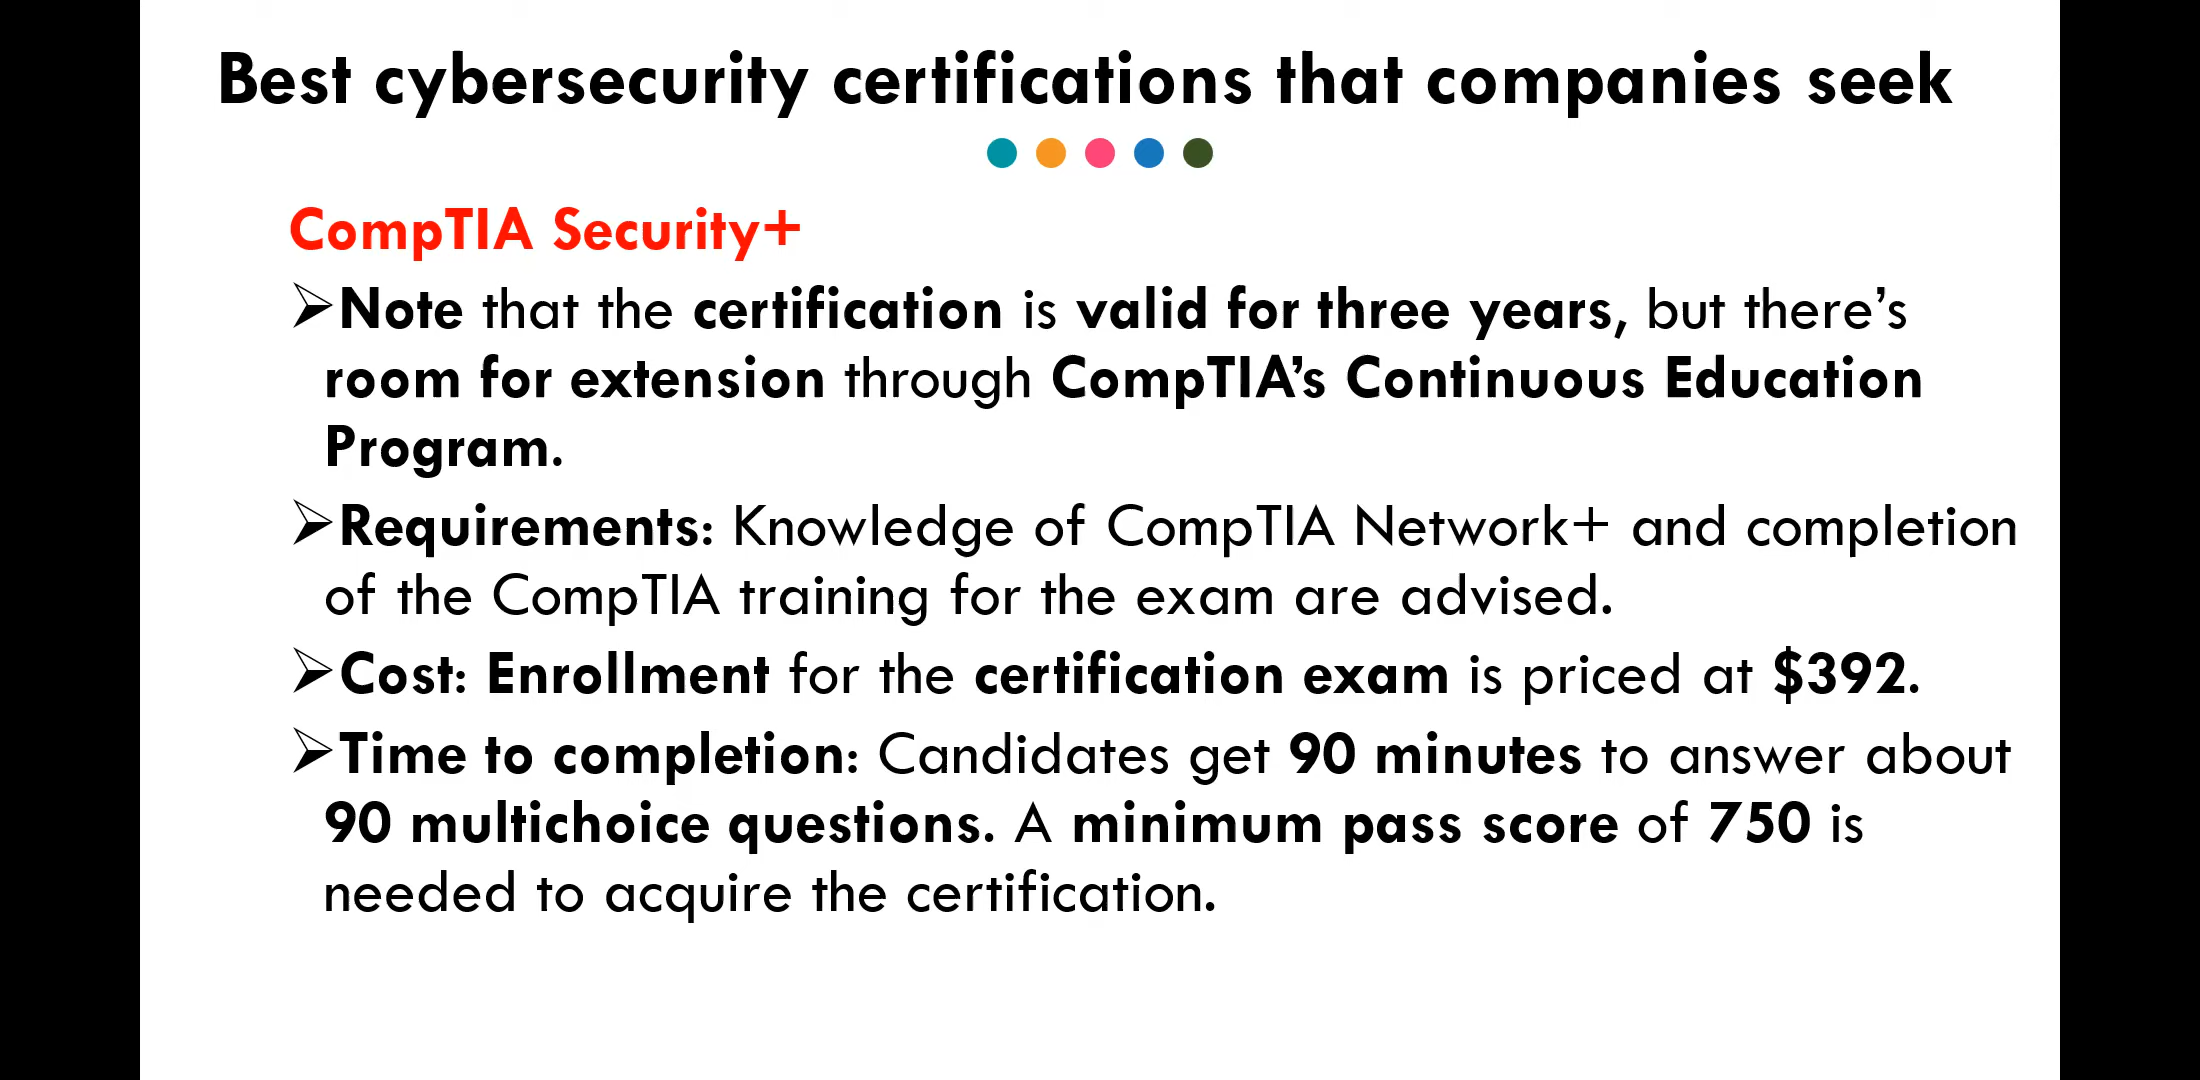 Best cybersecurity certifications that companies seek
CompTIA Security+
➢Note that the certification is valid for three years, but there’s
room for extension through CompTIA’s Continuous Education
Program.
➢Requirements: Knowledge of CompTIA Network+ and completion
of the CompTIA training for the exam are advised.
➢Cost: Enrollment for the certification exam is priced at $392.
➢Time to completion: Candidates get 90 minutes to answer about
90 multichoice questions. A minimum pass score of 750 is
needed to acquire the certification.